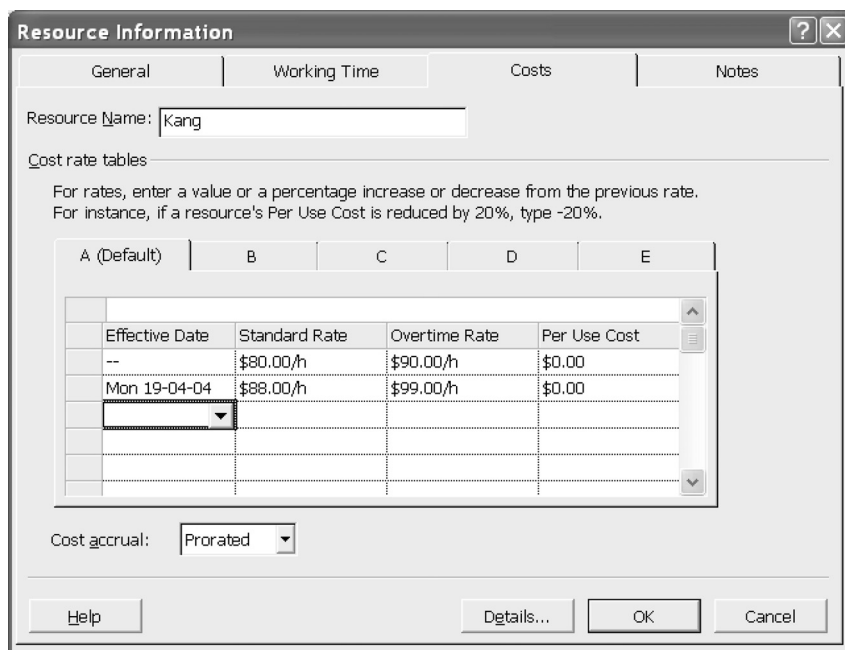 Resource Information
General Working Time Costs Notes
Resource Name: Kang
Cost rate tables
For rates, enter a value or a percentage increase or decrease from the previous rate.
For instance, if a resource's Per Use Cost is reduced by 20%, type -20%.
A (Default) B C D E
Effective Date Standard Rate Overtime Rate Per Use Cost
-- $80.00/h $90.00/h $0.00
Mon 19-04-04 $88.00/h $99.00/h $0.00
Cost accrual: Prorated
Help Details... OK Cancel